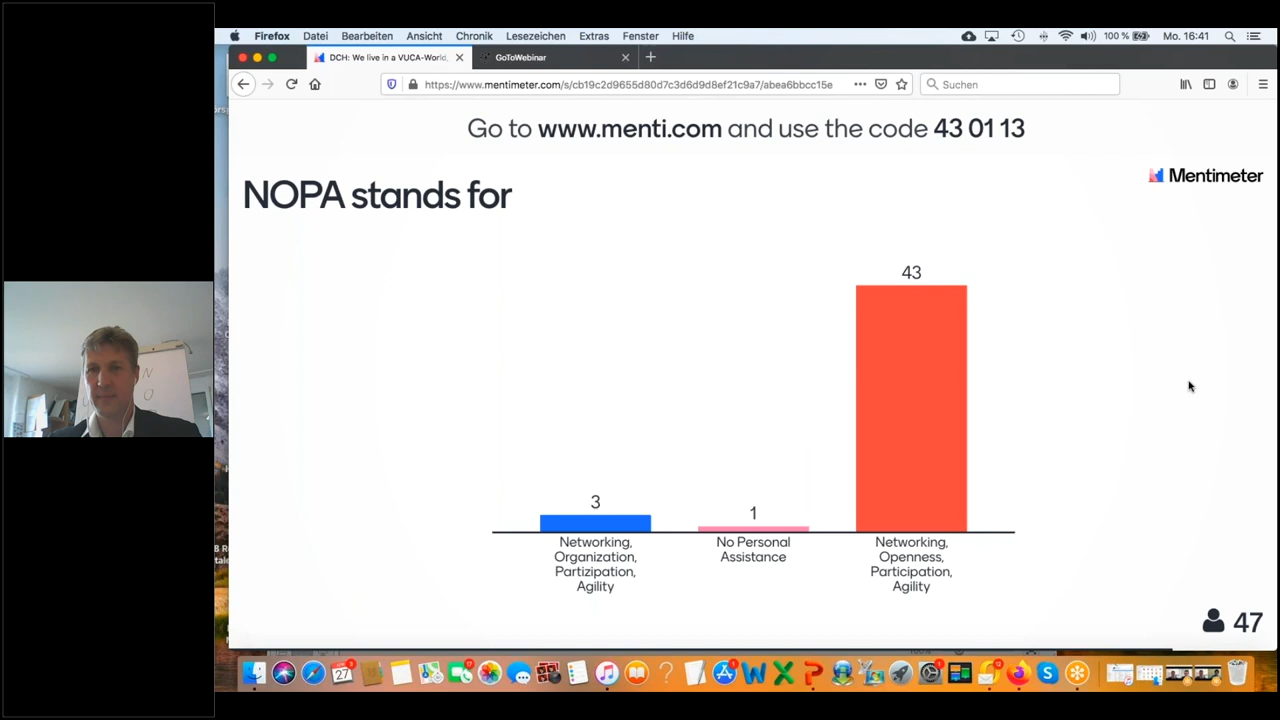 Firefox Datei Bearbeiten Ansicht Chronik Lesezeichen Extras Fenster Hilfe 100 % Mo. 16:41
DCH: We live in a VUCA-World, GoToWebinar
https://www.mentimeter.com/s/cb19c2d9655d80d7c3d6d9d8ef21c9a7/abea6bbcc15e Suchen
Go to www.menti.com and use the code 43 01 13
Mentimeter
NOPA stands for
43
3
1
Networking,
Organization,
Partizipation,
Agility
No Personal
Assistance
Networking,
Openness,
Participation,
Agility
47
N
O
27